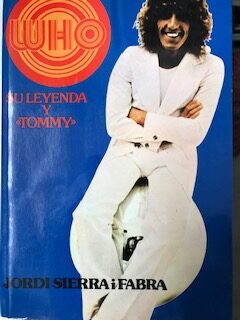 WHO
SU LEYENDA
Y
«TOMMY»
JORDI SIERRA i FABRA